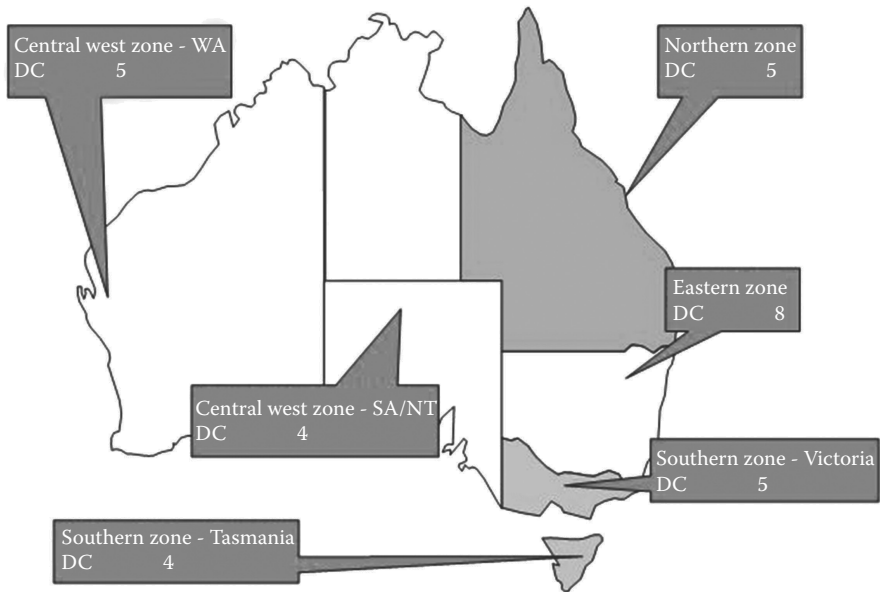 Central west zone - WA
DC 5
Northern zone
DC 5
Eastern zone
DC 8
Central west zone - SA/NT
DC 4
Southern zone - Victoria
DC 5
Southern zone - Tasmania
DC 4